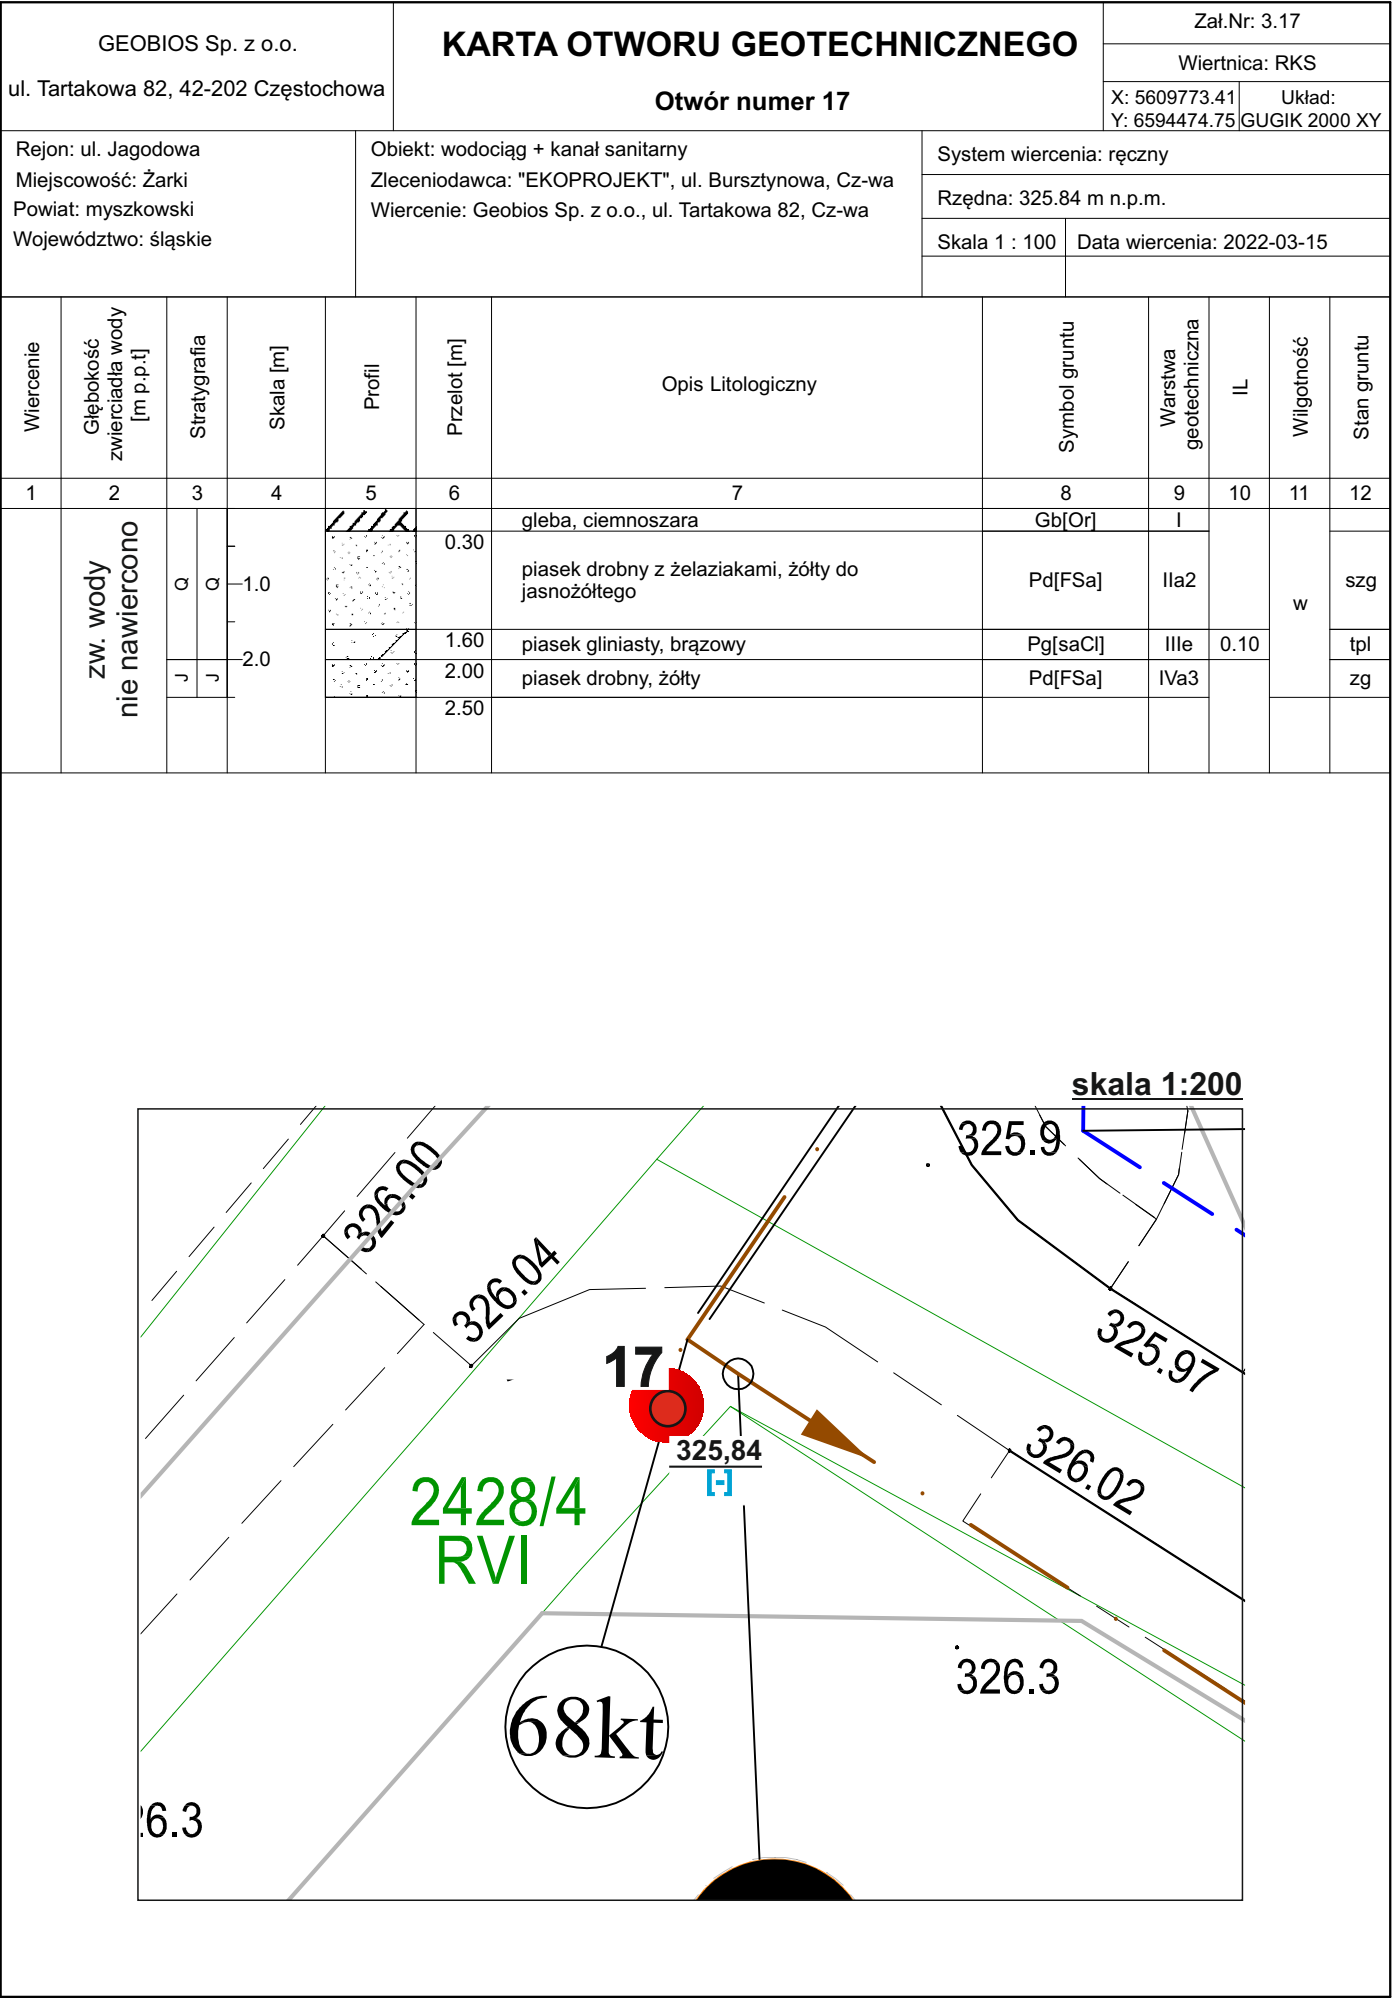 GEOBIOS Sp. z o.o.
ul. Tartakowa 82, 42-202 Częstochowa
KARTA OTWORU GEOTECHNICZNEGO
Otwór numer 17
Zał.Nr: 3.17
Wiertnica: RKS
X: 5609773.41
Y: 6594474.75
Układ:
GUGIK 2000 XY
Rejon: ul. Jagodowa
Miejscowość: Żarki
Powiat: myszkowski
Województwo: śląskie
Obiekt: wodociąg + kanał sanitarny
Zleceniodawca: "EKOPROJEKT", ul. Bursztynowa, Cz-wa
Wiercenie: Geobios Sp. z o.o., ul. Tartakowa 82, Cz-wa
System wiercenia: ręczny
Rzędna: 325.84 m n.p.m.
Skala 1 : 100
Data wiercenia: 2022-03-15
Wiercenie
Głębokość
zwierciadła wody
[m p.p.t]
Stratygrafia
Skala [m]
Profil
Przelot [m]
Opis Litologiczny
Symbol gruntu
Warstwa
geotechniczna
IL
Wilgotność
Stan gruntu
1 2 3 4 5 6 7 8 9 10 11 12
zw. wody
nie nawiercono
Q Q
J J
1.0
2.0
gleba, ciemnoszara Gb[Or] I
0.30
piasek drobny z żelaziakami, żółty do
jasnożółtego
Pd[FSa] IIa2 szg
w
1.60 piasek gliniasty, brązowy Pg[saCl] IIIe 0.10 tpl
2.00 piasek drobny, żółty Pd[FSa] IVa3 zg
2.50
skala 1:200
325.9
326.00
326.04
325.97
17
325,84
[-]
326.02
2428/4
RVI
326.3
68kt
26.3